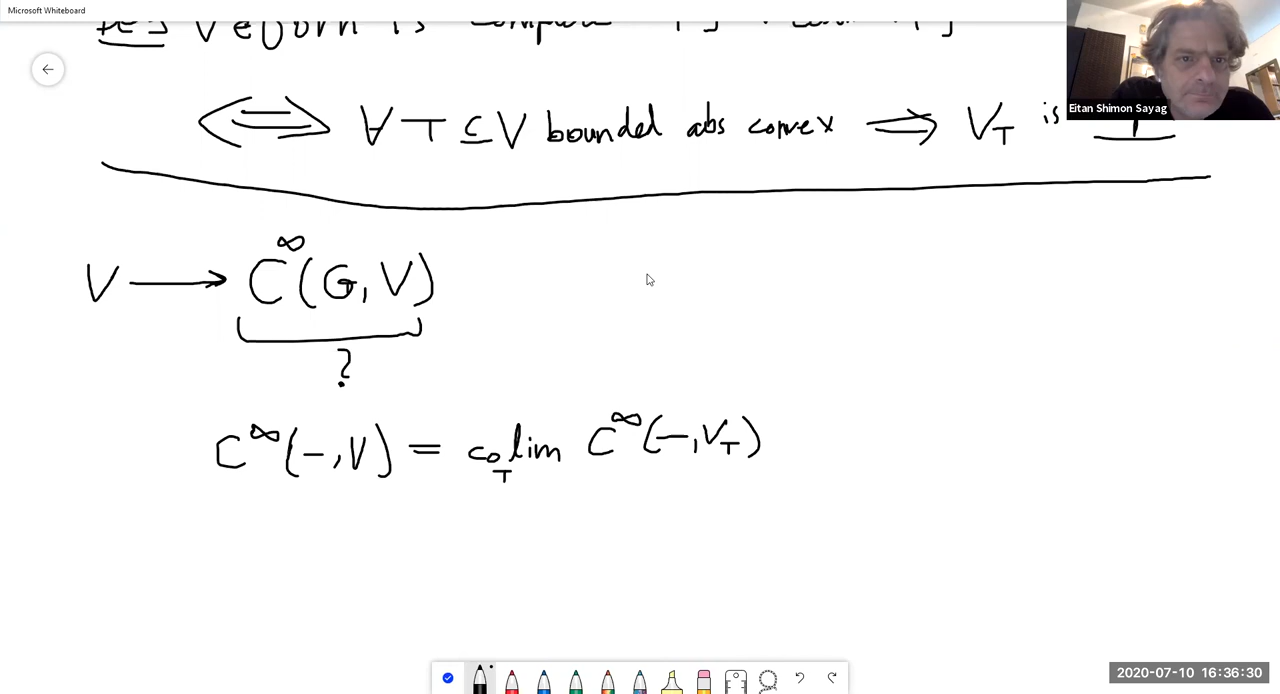 Microsoft Whiteboard
Eitan Shimon Sayag
⟺ ∀ T ⊆ V bounded abs convex ⟹ V_T is
V ⟶ C^∞(G, V)
?
C^∞(-, V) = colim_T C^∞(-, V_T)
2020-07-10 16:36:30